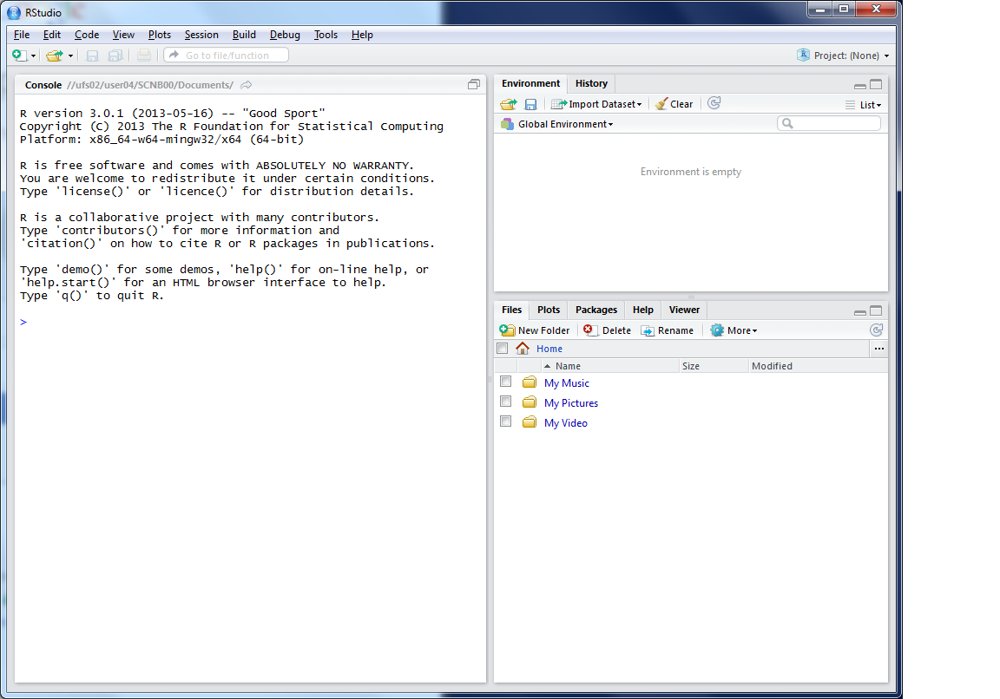 RStudio
File Edit Code View Plots Session Build Debug Tools Help
Go to file/function
Project: (None)
Console //ufs02/user04/SCNB00/Documents/
R version 3.0.1 (2013-05-16) -- "Good Sport"
Copyright (C) 2013 The R Foundation for Statistical Computing
Platform: x86_64-w64-mingw32/x64 (64-bit)
R is free software and comes with ABSOLUTELY NO WARRANTY.
You are welcome to redistribute it under certain conditions.
Type 'license()' or 'licence()' for distribution details.
R is a collaborative project with many contributors.
Type 'contributors()' for more information and
'citation()' on how to cite R or R packages in publications.
Type 'demo()' for some demos, 'help()' for on-line help, or
'help.start()' for an HTML browser interface to help.
Type 'q()' to quit R.
>
Environment History
Import Dataset Clear List
Global Environment
Environment is empty
Files Plots Packages Help Viewer
New Folder Delete Rename More
Home ...
Name Size Modified
My Music
My Pictures
My Video